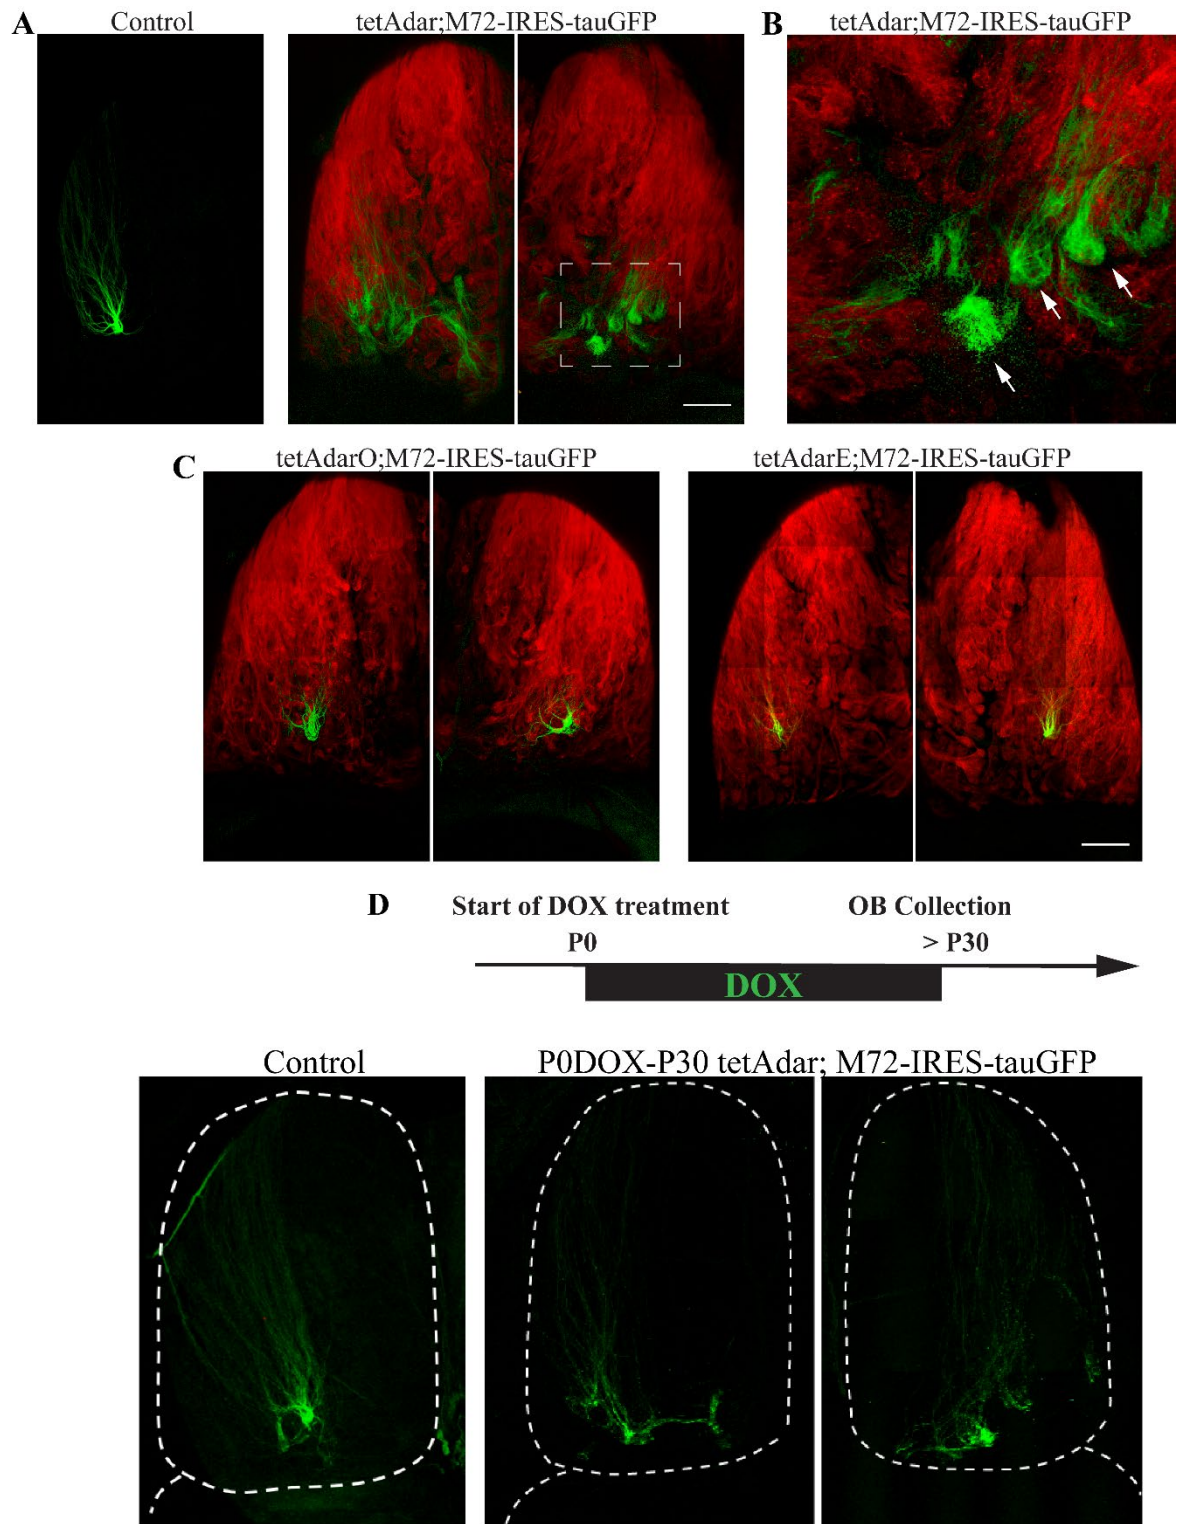 A Control tetAdar;M72-IRES-tauGFP B tetAdar;M72-IRES-tauGFP
C tetAdarO;M72-IRES-tauGFP tetAdarE;M72-IRES-tauGFP
D Start of DOX treatment OB Collection
P0 > P30
DOX
Control P0DOX-P30 tetAdar; M72-IRES-tauGFP